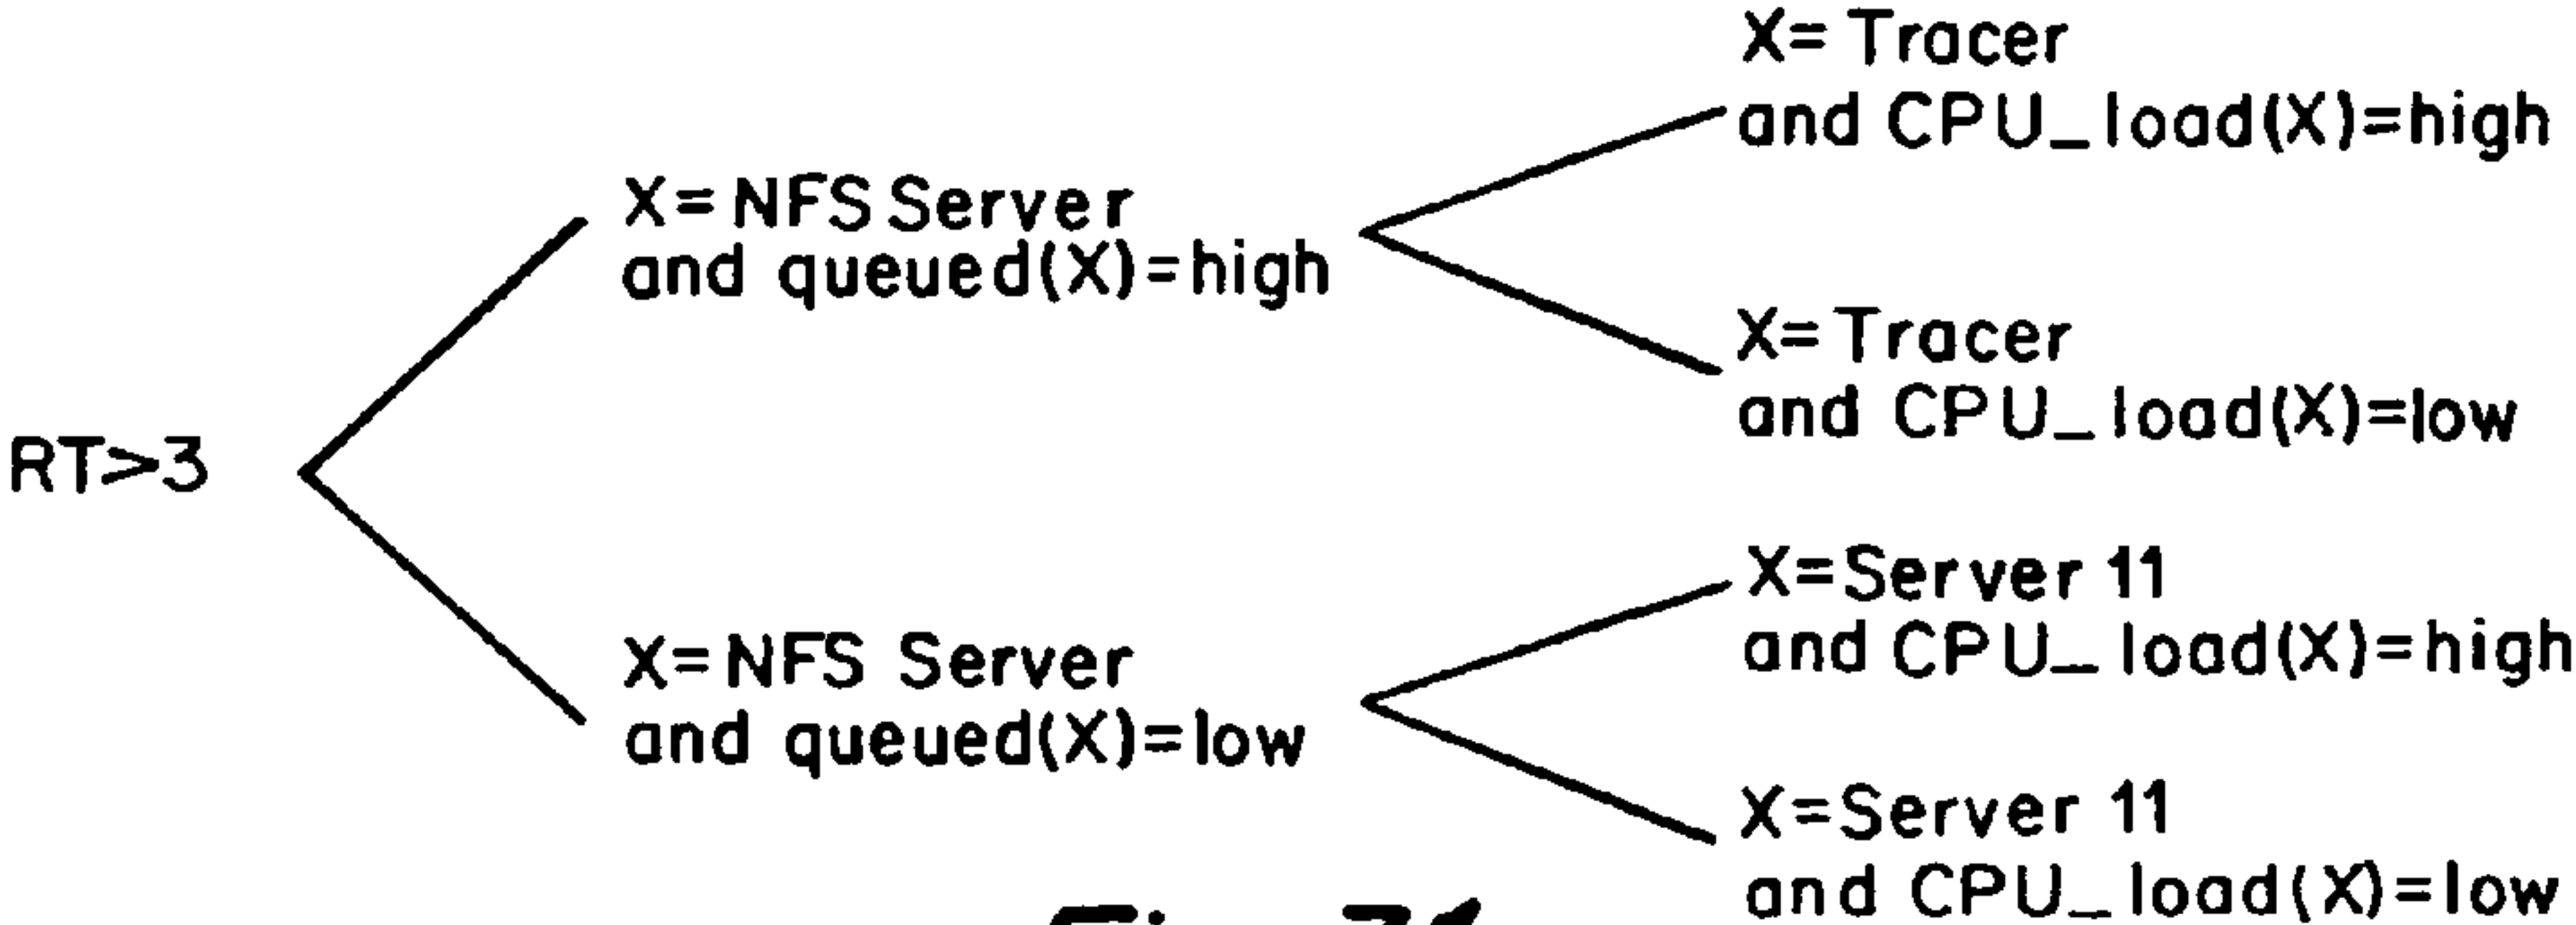 RT>3
X=NFS Server
and queued(X)=high
X=NFS Server
and queued(X)=low
X=Tracer
and CPU_load(X)=high
X=Tracer
and CPU_load(X)=low
X=Server 11
and CPU_load(X)=high
X=Server 11
and CPU_load(X)=low